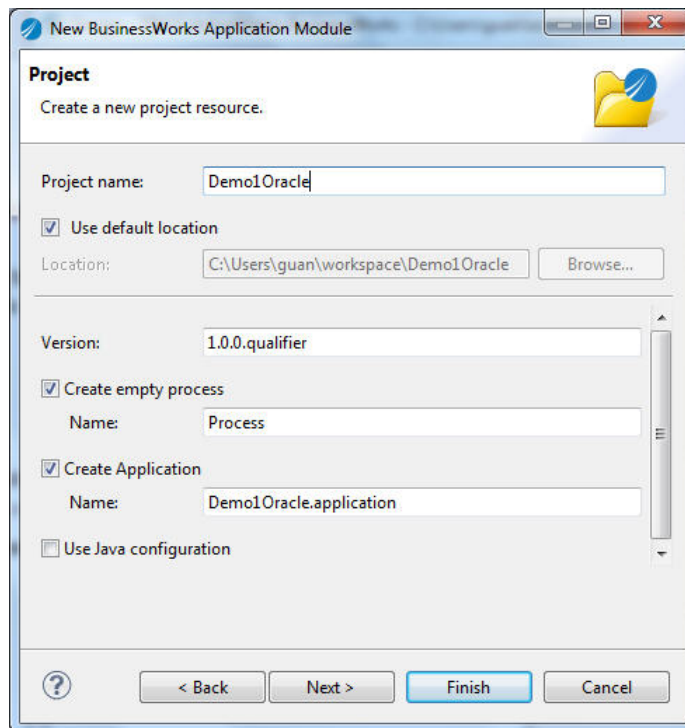 New BusinessWorks Application Module
Project
Create a new project resource.
Project name: Demo1Oracle
Use default location
Location: C:\Users\guan\workspace\Demo1Oracle Browse...
Version: 1.0.0.qualifier
Create empty process
Name: Process
Create Application
Name: Demo1Oracle.application
Use Java configuration
? < Back Next > Finish Cancel